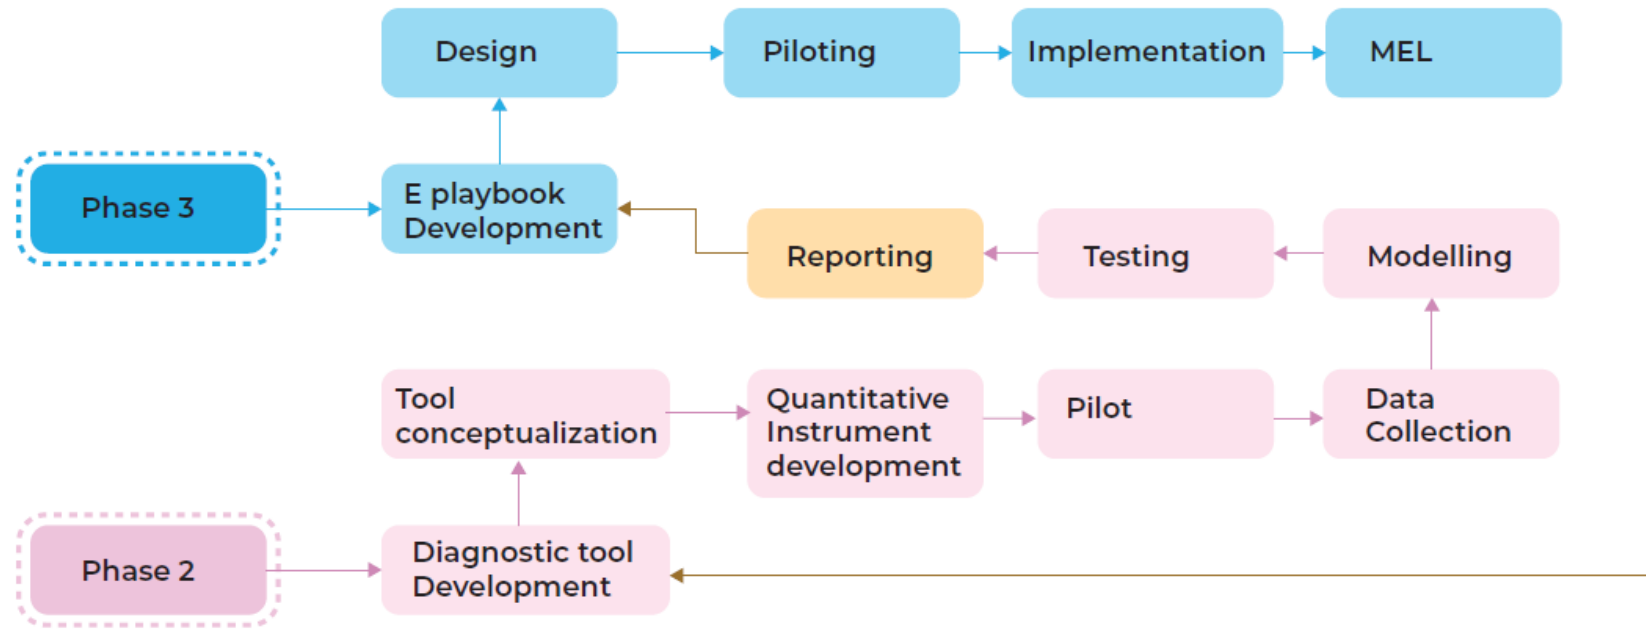 Design
Piloting
Implementation
MEL
Phase 3
E playbook
Development
Reporting
Testing
Modelling
Tool
conceptualization
Quantitative
Instrument
development
Pilot
Data
Collection
Phase 2
Diagnostic tool
Development